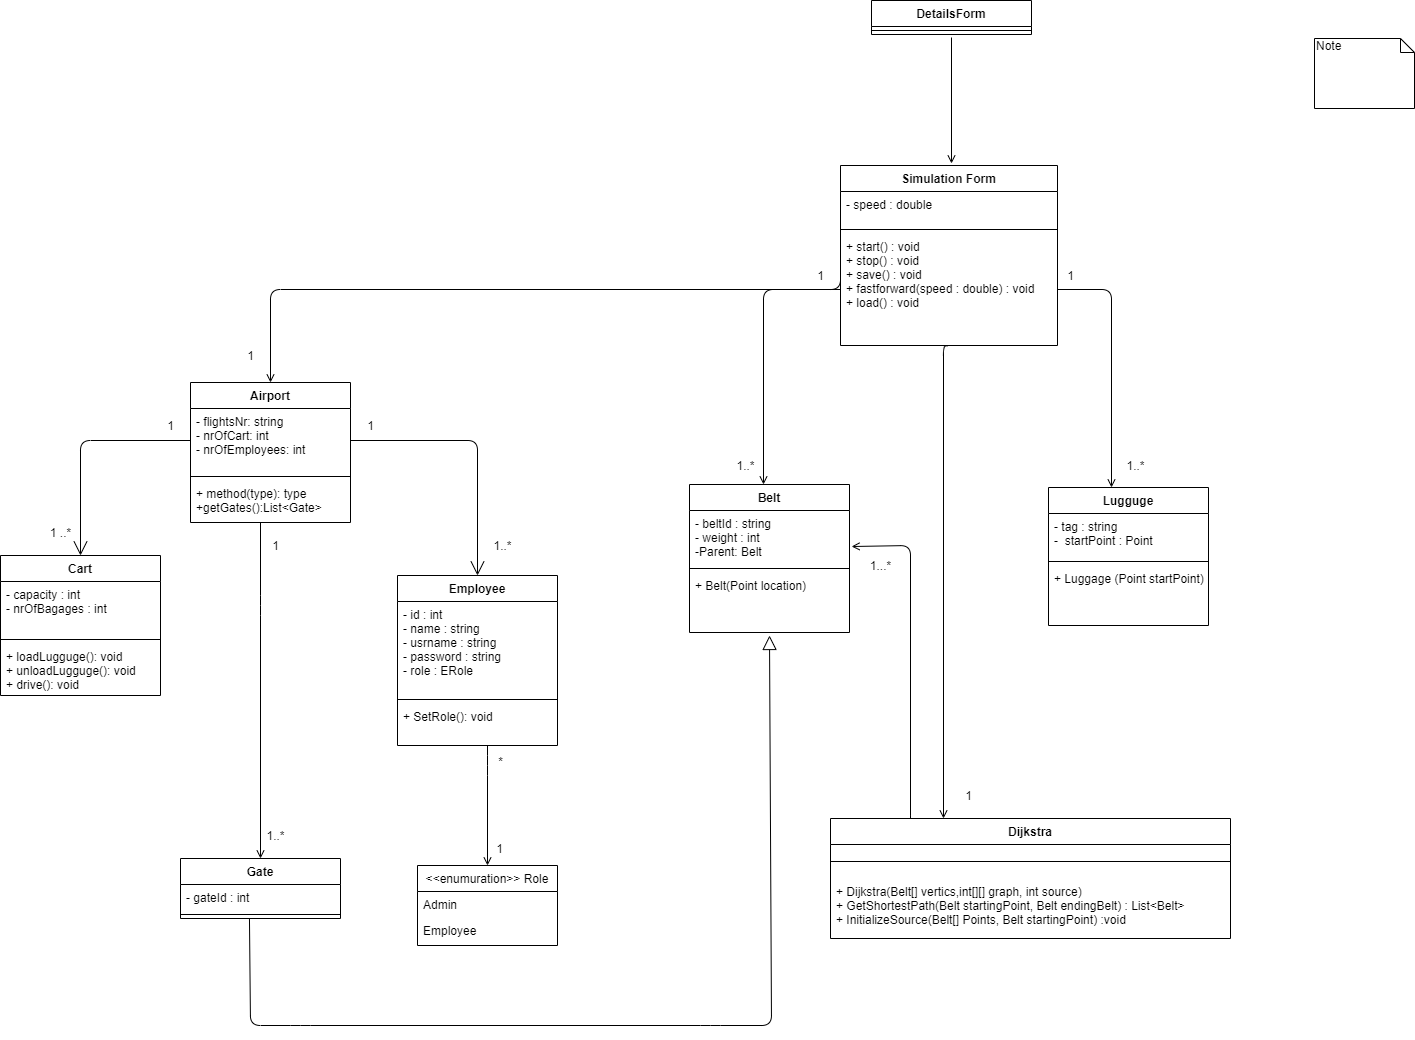 DetailsForm
Note
Simulation Form
- speed : double
+ start() : void
+ stop() : void
+ save() : void
+ fastforward(speed : double) : void
+ load() : void
1
1
1
Airport
- flightsNr: string
- nrOfCart: int
- nrOfEmployees: int
+ method(type): type
+getGates():List<Gate>
1
1
1
1 ..*
1..*
1..*
1..*
Belt
- beltId : string
- weight : int
-Parent: Belt
+ Belt(Point location)
1...*
Lugguge
- tag : string
- startPoint : Point
+ Luggage (Point startPoint)
Cart
- capacity : int
- nrOfBagages : int
+ loadLugguge(): void
+ unloadLugguge(): void
+ drive(): void
Employee
- id : int
- name : string
- usrname : string
- password : string
- role : ERole
+ SetRole(): void
*
1
1..*
1
Gate
- gateId : int
<<enumuration>> Role
Admin
Employee
Dijkstra
+ Dijkstra(Belt[] vertics,int[][] graph, int source)
+ GetShortestPath(Belt startingPoint, Belt endingBelt) : List<Belt>
+ InitializeSource(Belt[] Points, Belt startingPoint) :void